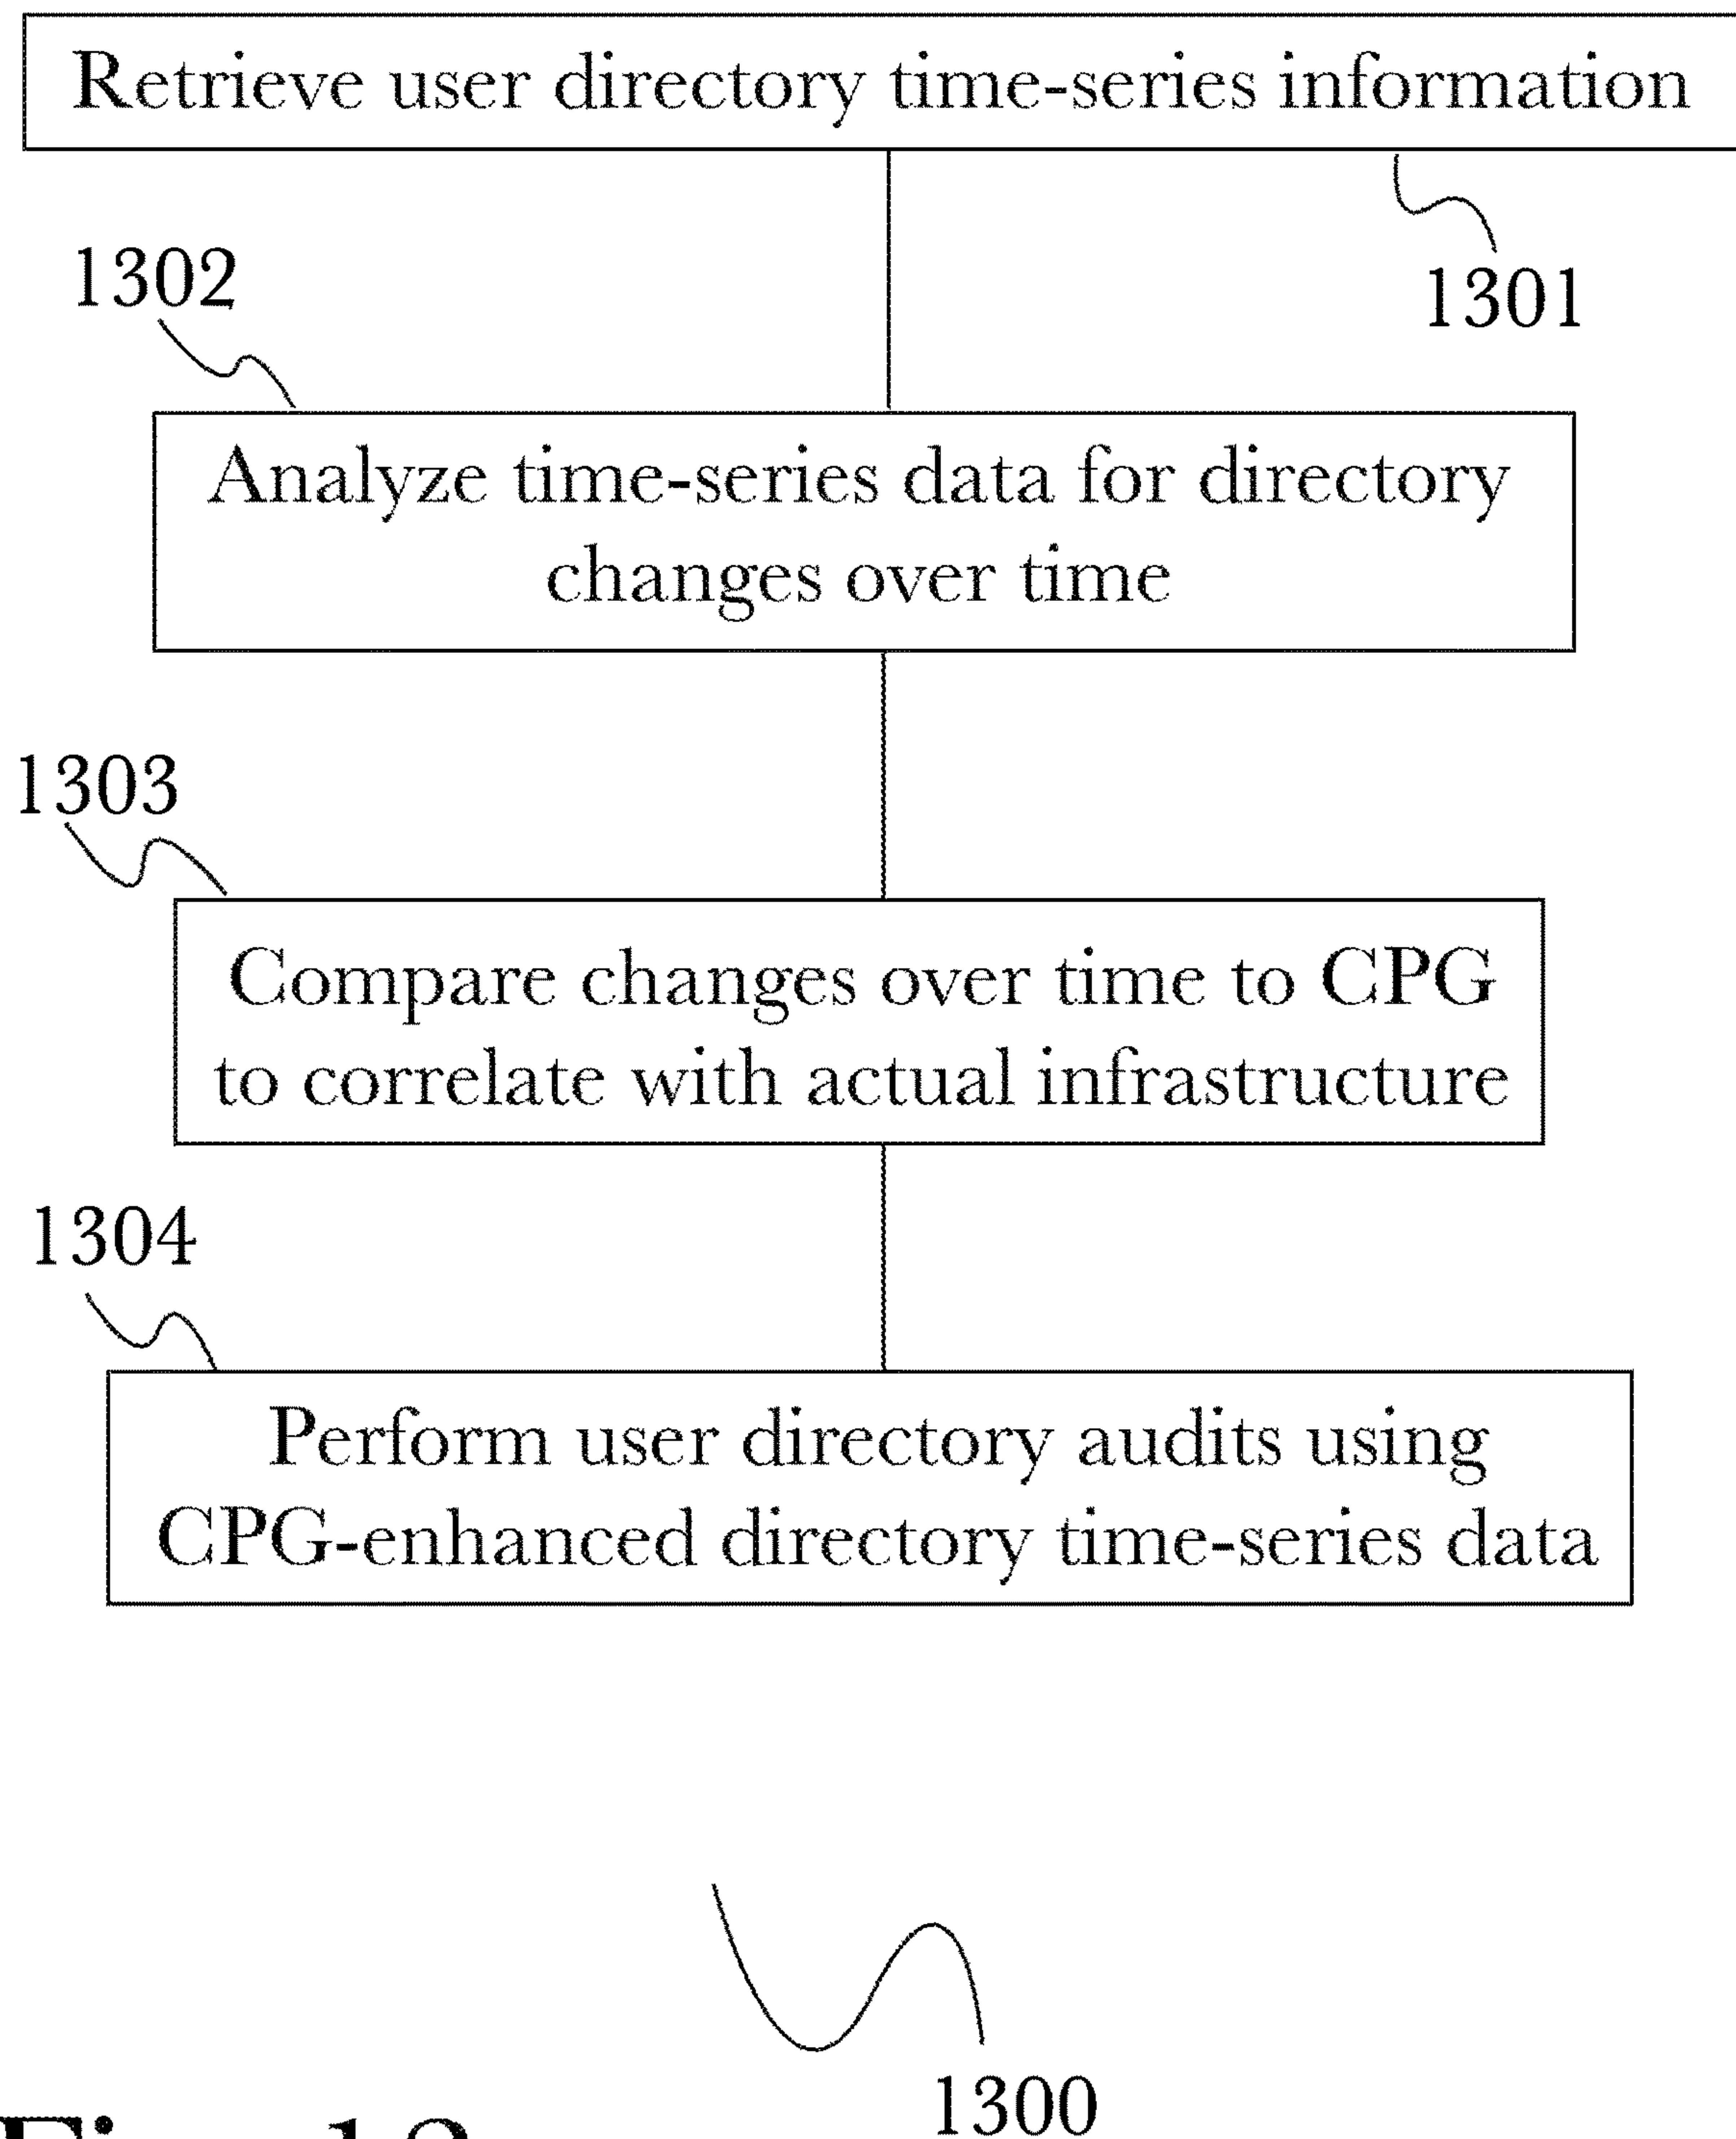 Retrieve user directory time-series information
1302
1301
Analyze time-series data for directory
changes over time
1303
Compare changes over time to CPG
to correlate with actual infrastructure
1304
Perform user directory audits using
CPG-enhanced directory time-series data
1300